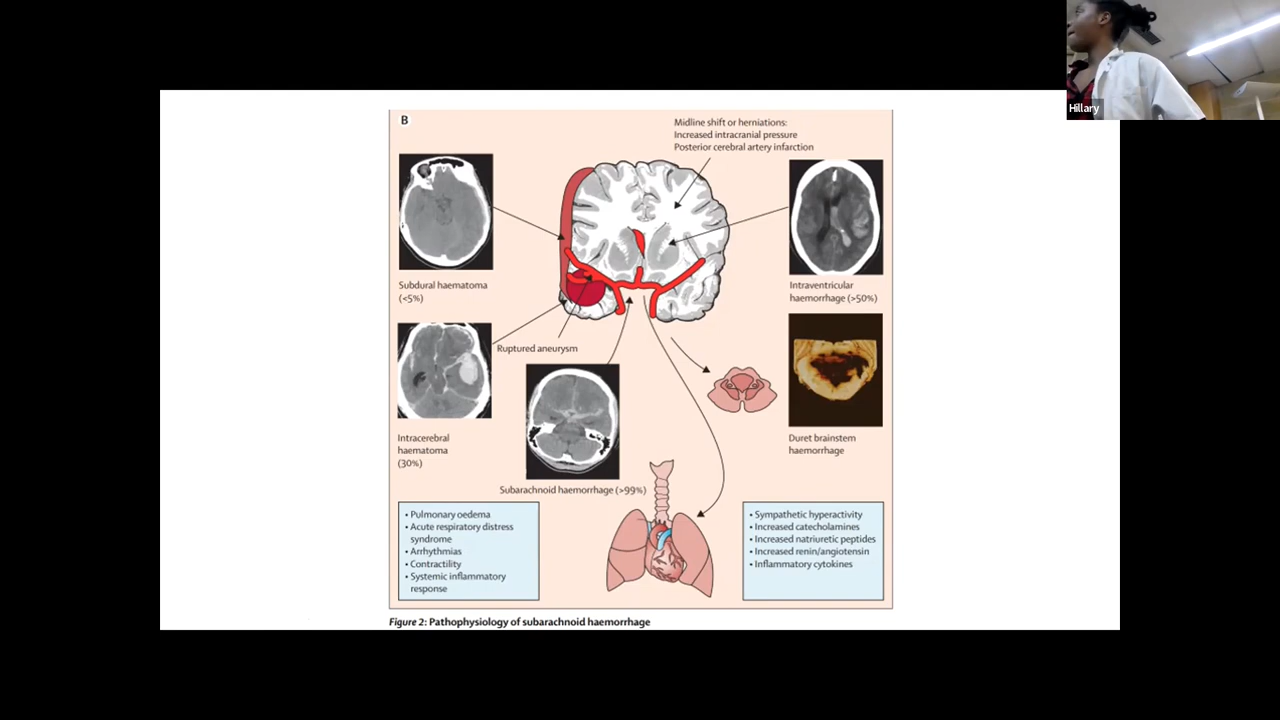 Hillary
B
Midline shift or herniations:
Increased intracranial pressure
Posterior cerebral artery infarction
Subdural haematoma
(<5%)
Intraventricular
haemorrhage (>50%)
Ruptured aneurysm
Intracerebral
haematoma
(30%)
Duret brainstem
haemorrhage
Subarachnoid haemorrhage (>99%)
• Pulmonary oedema
• Acute respiratory distress
syndrome
• Arrhythmias
• Contractility
• Systemic inflammatory
response
• Sympathetic hyperactivity
• Increased catecholamines
• Increased natriuretic peptides
• Increased renin/angiotensin
• Inflammatory cytokines
Figure 2: Pathophysiology of subarachnoid haemorrhage